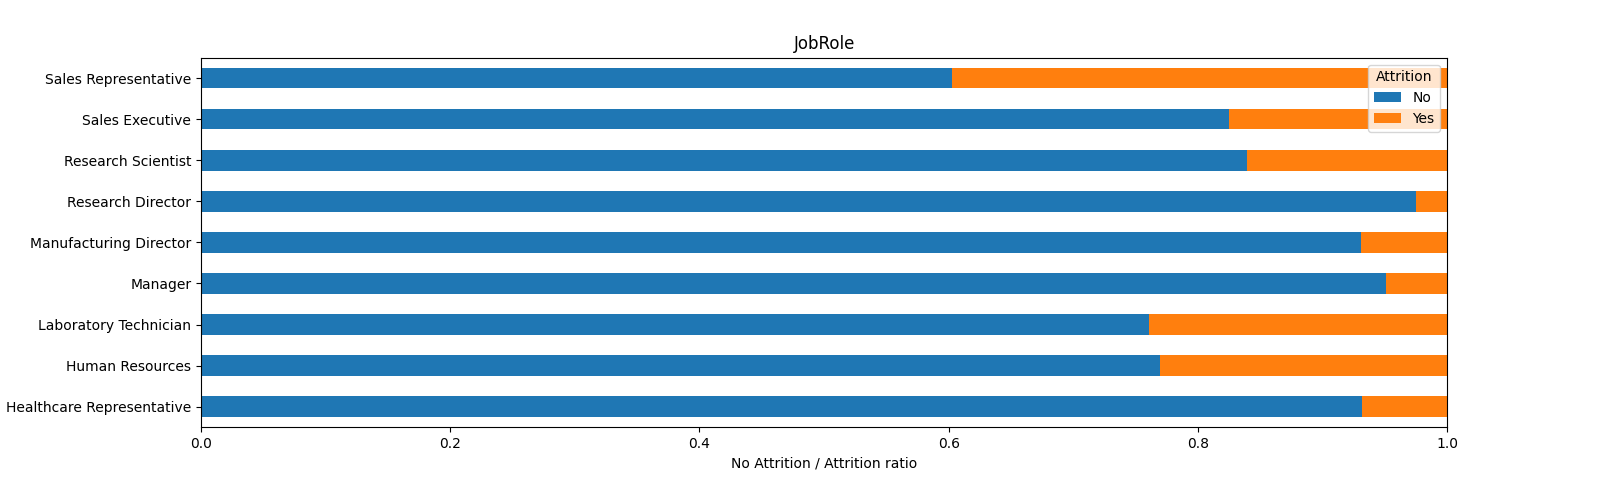 JobRole
Sales Representative
Sales Executive
Research Scientist
Research Director
Manufacturing Director
Manager
Laboratory Technician
Human Resources
Healthcare Representative
Attrition
No
Yes
0.0 0.2 0.4 0.6 0.8 1.0
No Attrition / Attrition ratio